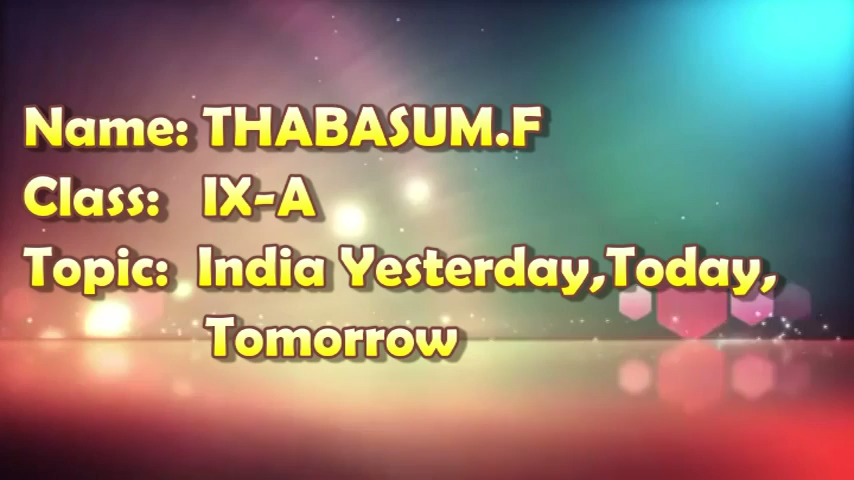 Name: THABASUM.F
Class: IX-A
Topic: India Yesterday,Today,
Tomorrow